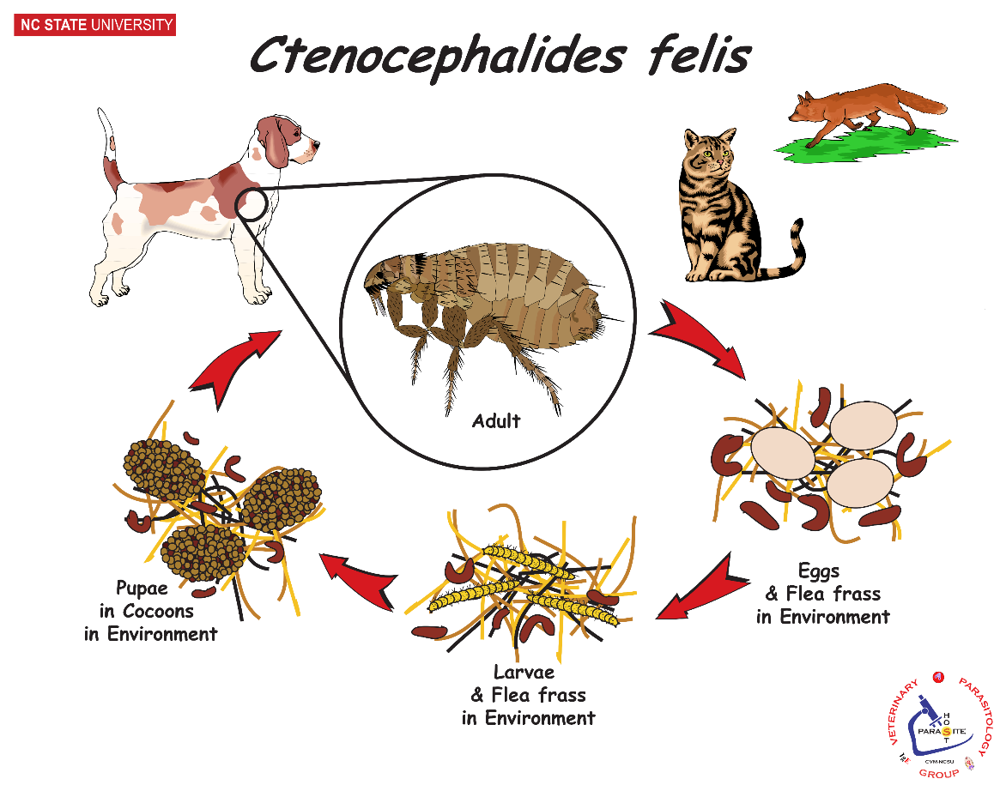 NC STATE UNIVERSITY
Ctenocephalides felis
Adult
Eggs
& Flea frass
in Environment
Pupae
in Cocoons
in Environment
Larvae
& Flea frass
in Environment
VETERINARY PARASITOLOGY GROUP
HOST
PARASITE
CVM-NCSU